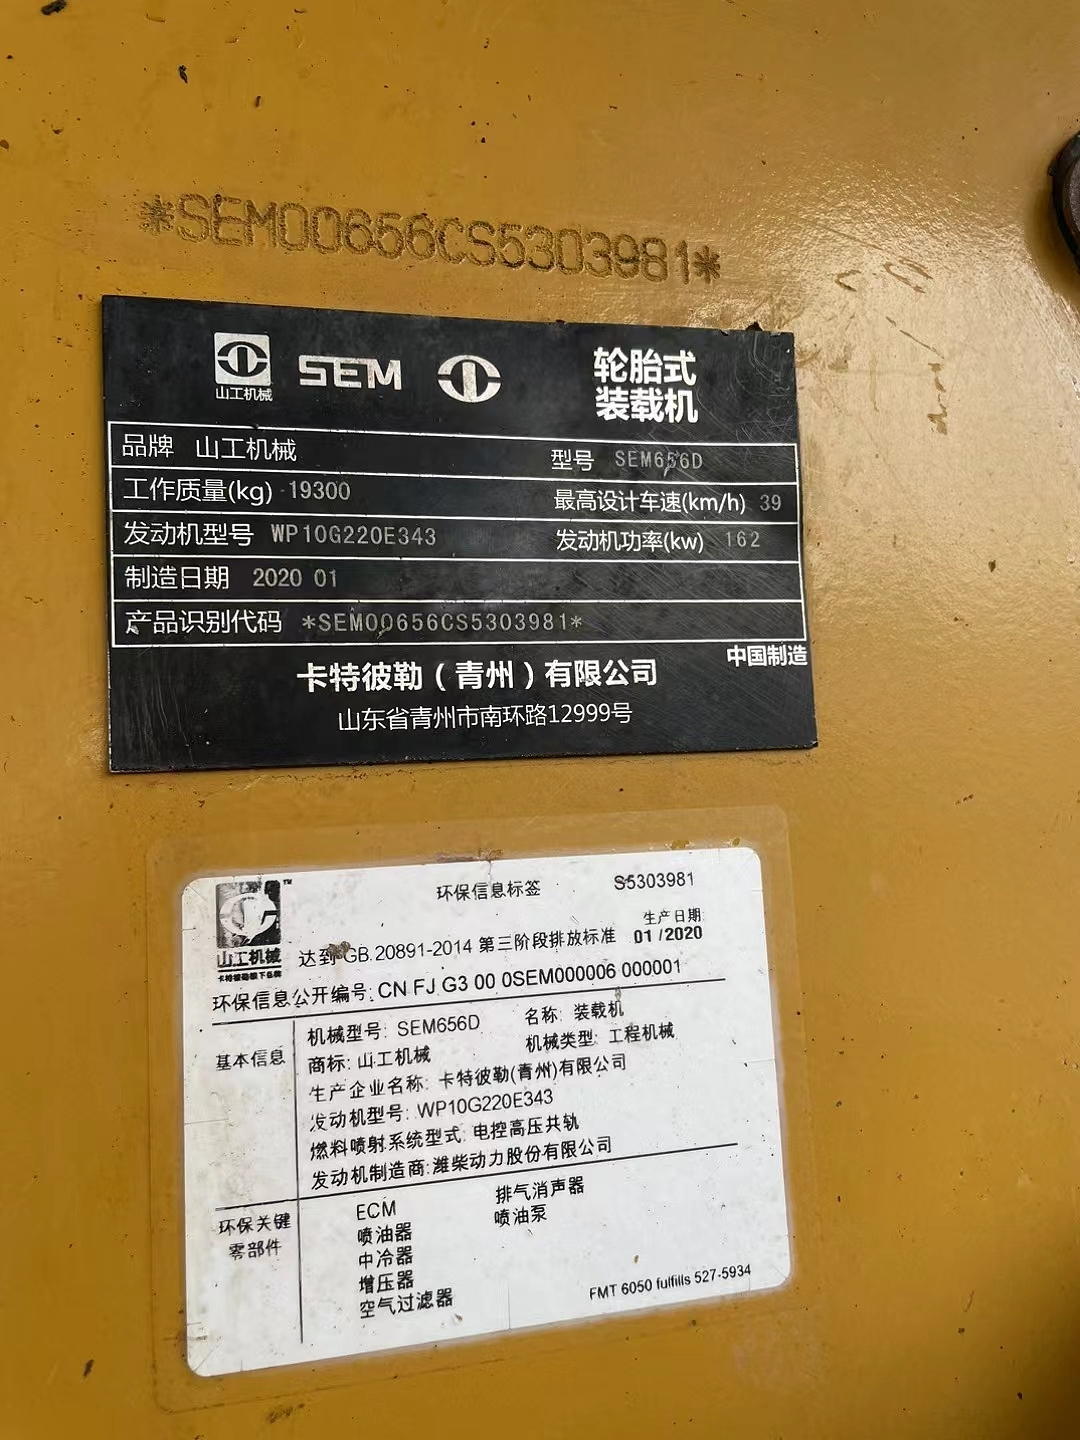 *SEM00656CS5303981*
山工机械 SEM
轮胎式
装载机
品牌 山工机械 型号 SEM656D
工作质量(kg) 19300 最高设计车速(km/h) 39
发动机型号 WP10G220E343 发动机功率(kw) 162
制造日期 2020 01
产品识别代码 *SEM00656CS5303981*
中国制造
卡特彼勒(青州)有限公司
山东省青州市南环路12999号
山工机械
卡特彼勒旗下品牌
TM
环保信息标签 S5303981
生产日期
达到GB.20891-2014 第三阶段排放标准 01/2020
环保信息公开编号: CN FJ G3 00 0SEM000006 000001
基本信息
机械型号: SEM656D 名称: 装载机
商标: 山工机械 机械类型: 工程机械
生产企业名称: 卡特彼勒(青州)有限公司
发动机型号: WP10G220E343
燃料喷射系统型式: 电控高压共轨
发动机制造商:潍柴动力股份有限公司
环保关键
零部件
ECM 排气消声器
喷油器 喷油泵
中冷器
增压器
空气过滤器
FMT 6050 fulfills 527-5934